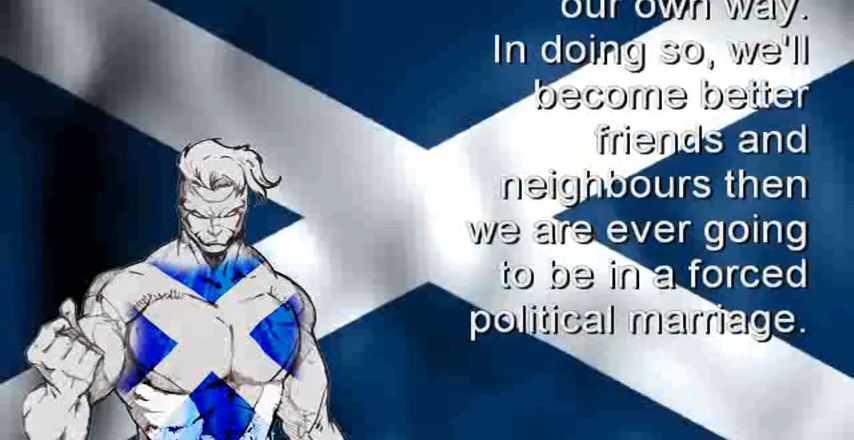 our own way.
In doing so, we'll
become better
friends and
neighbours then
we are ever going
to be in a forced
political marriage.